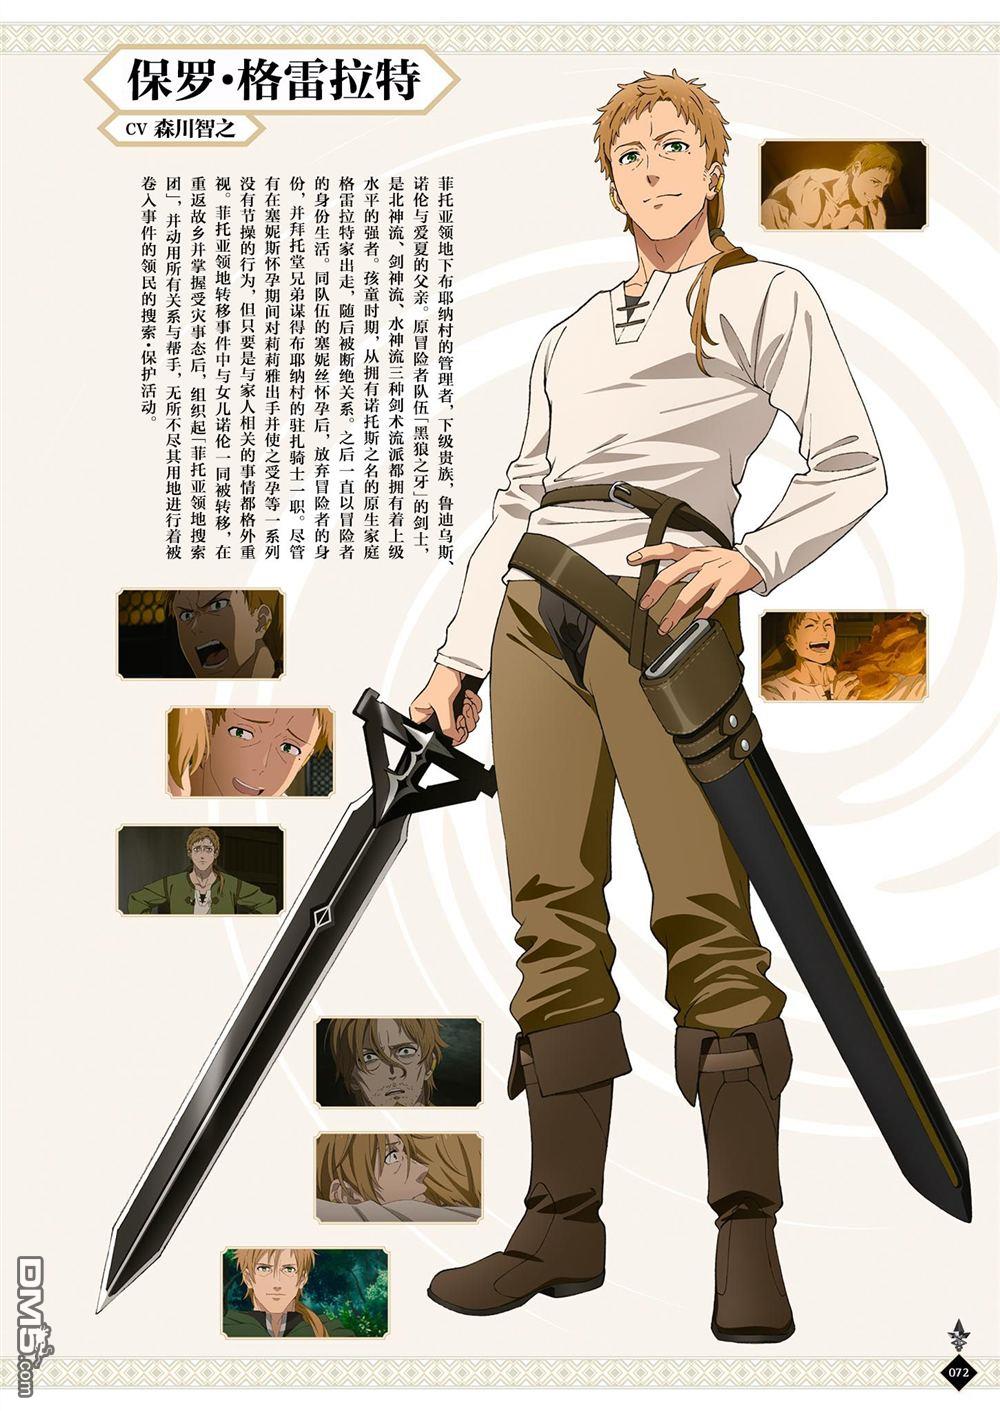 保罗·格雷拉特
CV 森川智之
菲托亚领地下布耶纳村的管理者，下级贵族，鲁迪乌斯、
诺伦与爱夏的父亲。原冒险者队伍「黑狼之牙」的剑士，
是北神流、剑神流、水神流三种剑术流派都拥有着上级
水平的强者。孩童时期，从拥有诺托斯之名的原生家庭
格雷拉特家出走，随后被断绝关系。之后一直以冒险者
的身份生活。同队伍的塞妮丝怀孕后，放弃冒险者的身
份，并拜托堂兄弟谋得布耶纳村的驻扎骑士一职。尽管
有在塞妮斯怀孕期间对莉莉雅出手并使之受孕等一系列
没有节操的行为，但只要是与家人相关的事情都格外重
视。菲托亚领地转移事件中与女儿诺伦一同被转移，在
重返故乡并掌握受灾事态后，组织起「菲托亚领地搜索
团」，并动用所有关系与帮手，无所不尽其用地进行着被
卷入事件的领民的搜索·保护活动。
072
DM5.com